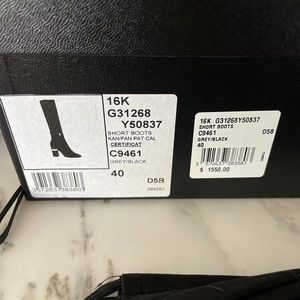 16K
G31268
Y50837
SHORT BOOTS
KAN/FAN PAT CAL
CERTIFICAT
C9461
GREY/BLACK
40
D5B
3572637383803
16K G31268Y50837
SHORT BOOTS
C9461
GREY/BLACK
40
D5B
$ 1550.00